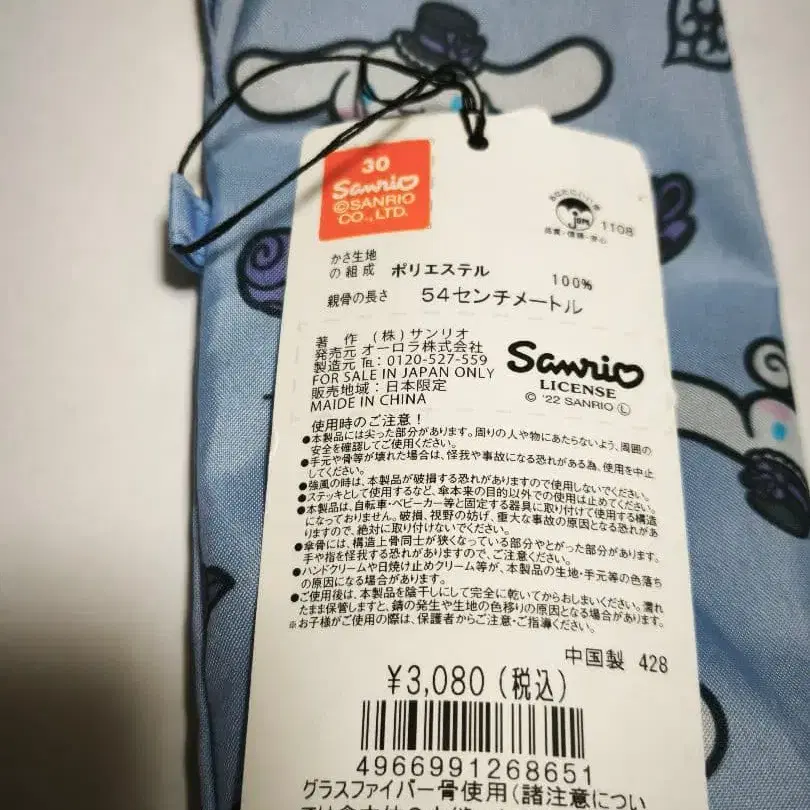 30
Sanrio
©SANRIO
CO., LTD.
jupa
1108
品質・信頼・安心
かさ生地
の組成 ポリエステル 100%
親骨の長さ 54センチメートル
著 作 (株)サンリオ
発売元 オーロラ株式会社
製造元 ℡: 0120-527-559
FOR SALE IN JAPAN ONLY
販売地域:日本限定
MADE IN CHINA
Sanrio
LICENSE
© '22 SANRIO Ⓛ
使用時のご注意!
●本製品には尖った部分があります。周りの人や物にあたらないよう、周囲の
安全を確認してご使用ください。
●手元や骨等が壊れた場合は、怪我や事故になる恐れがある為、使用を中止
してください。
●強風の時は、本製品が破損する恐れがありますので使用しないでください。
●ステッキとして使用するなど、傘本来の目的以外での使用は止めてください。
●本製品は、自転車・ベビーカー等と固定する器具に取り付けて使用する構造
になっておりません。破損、視野の妨げ、重大な事故の原因となる恐れがあ
りますので、絶対に取り付けないでください。
●傘骨には、構造上骨同士が狭くなっている部分やとがった部分があります。
手や指を怪我する恐れがありますので、ご注意ください。
●ハンドクリームや日焼け止めクリーム等が、本製品の生地・手元等の色落ち
の原因になる場合があります。
●ご使用後は、本製品を陰干しにして完全に乾いてからおしまいください。濡れ
たまま保管しますと、錆の発生や生地の色移りの原因となる場合があります。
※お子様がご使用の際は、保護者からご注意・ご指導ください。
中国製 428
¥3,080(税込)
4966991268651
グラスファイバー骨使用(諸注意につい